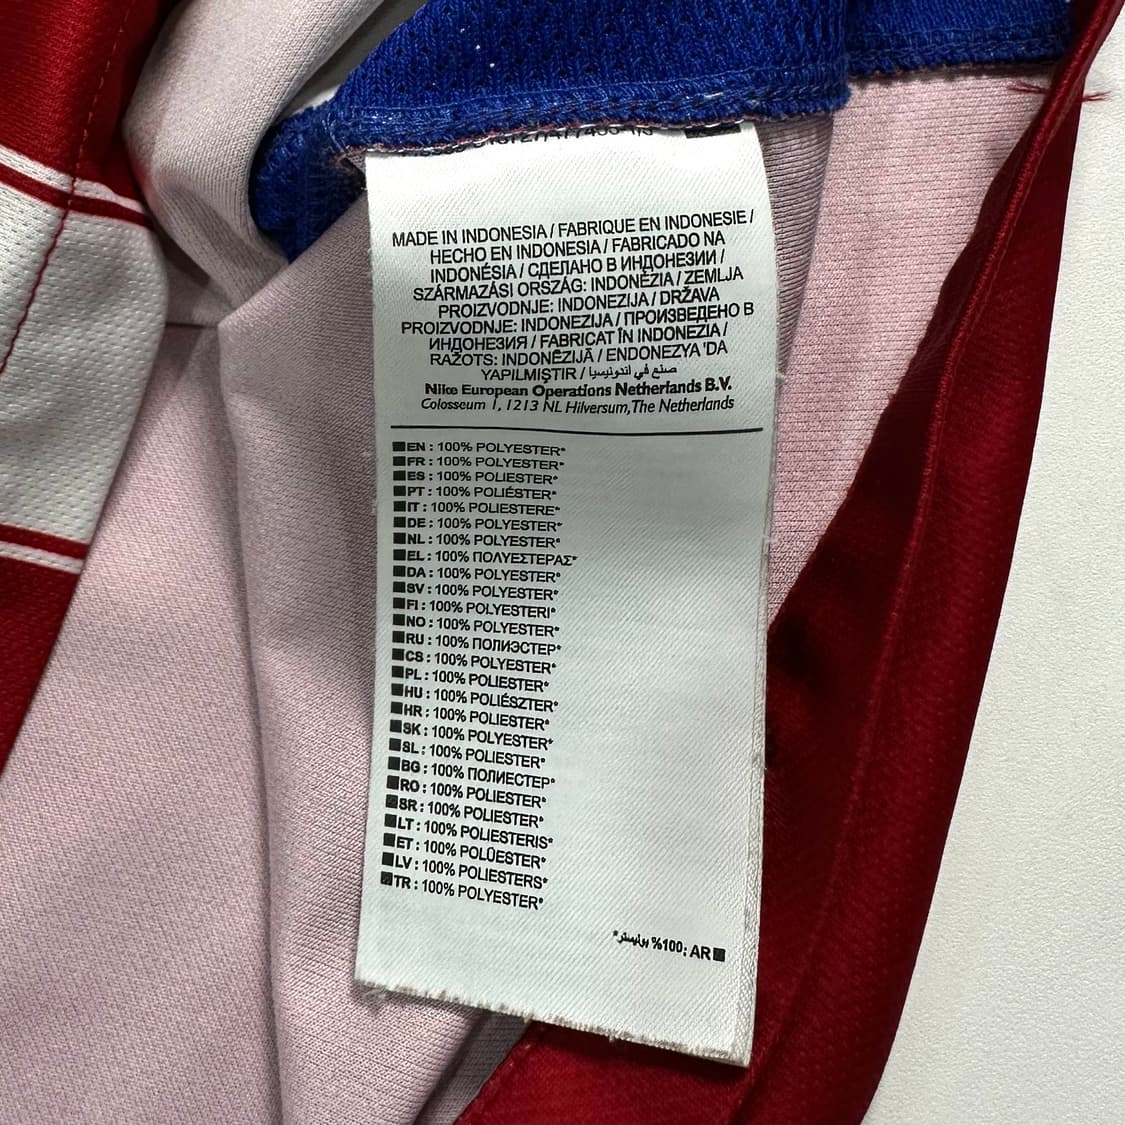 MADE IN INDONESIA / FABRIQUE EN INDONESIE /
HECHO EN INDONESIA / FABRICADO NA
INDONÉSIA / СДЕЛАНО В ИНДОНЕЗИИ /
SZÁRMAZÁSI ORSZÁG: INDONÉZIA / ZEMLJA
PROIZVODNJE: INDONEZIJA / DRŽAVA
PROIZVODNJE: INDONEZIJA / ПРОИЗВЕДЕНО В
ИНДОНЕЗИЯ / FABRICAT ÎN INDONEZIA /
RAŽOTS: INDONĒZIJĀ / ENDONEZYA 'DA
YAPILMIŞTIR / صنع في اندونيسيا
Nike European Operations Netherlands B.V.
Colosseum 1, 1213 NL Hilversum, The Netherlands
EN : 100% POLYESTER*
FR : 100% POLYESTER*
ES : 100% POLIESTER*
PT : 100% POLIÉSTER*
IT : 100% POLIESTERE*
DE : 100% POLYESTER*
NL : 100% POLYESTER*
EL : 100% ΠΟΛΥΕΣΤΕΡΑΣ*
DA : 100% POLYESTER*
SV : 100% POLYESTER*
FI : 100% POLYESTERI*
NO : 100% POLYESTER*
RU : 100% ПОЛИЭСТЕР*
CS : 100% POLYESTER*
PL : 100% POLIESTER*
HU : 100% POLIÉSZTER*
HR : 100% POLIESTER*
SK : 100% POLYESTER*
SL : 100% POLIESTER*
BG : 100% ПОЛИЕСТЕР*
RO : 100% POLIESTER*
SR : 100% POLIESTER*
LT : 100% POLIESTERIS*
ET : 100% POLÜESTER*
LV : 100% POLIESTERS*
TR : 100% POLYESTER*
AR :100% بوليستر*